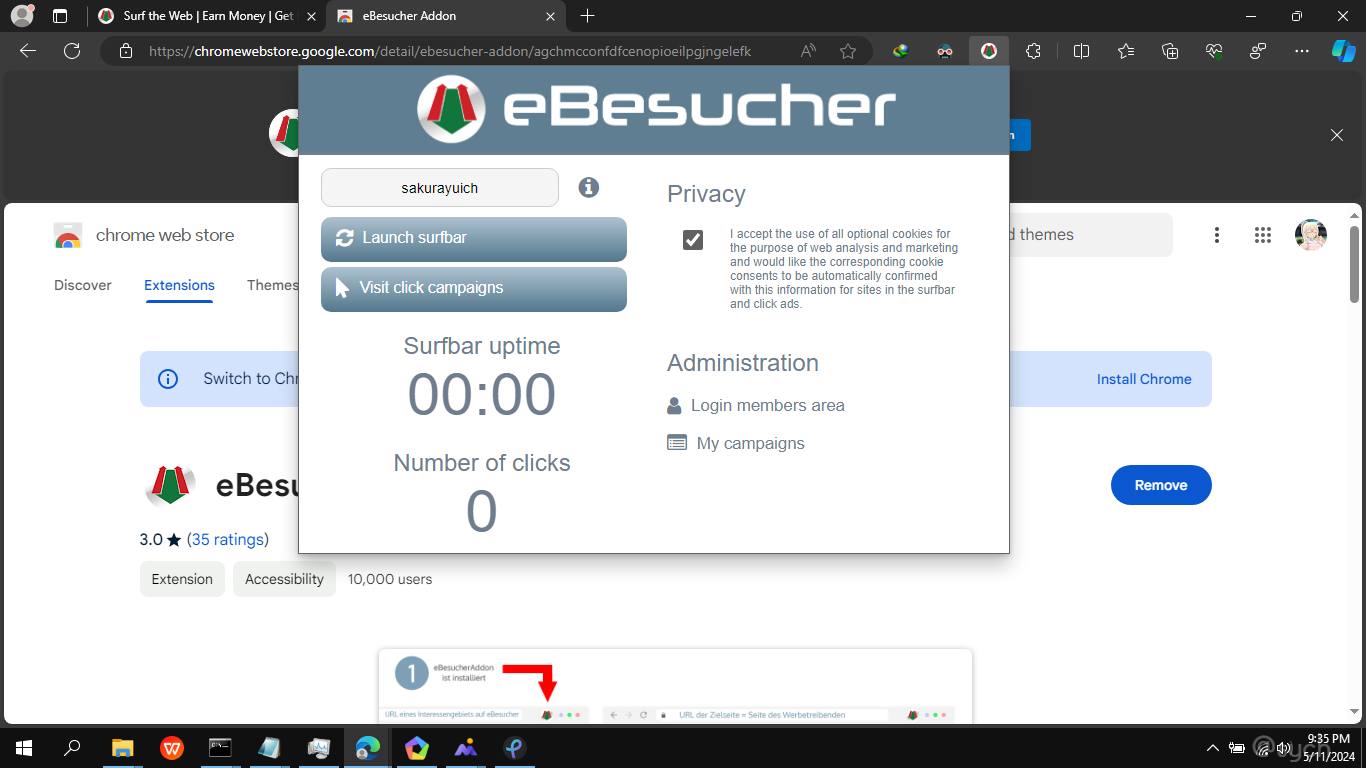 Surf the Web | Earn Money | Get
eBesucher Addon
https://chromewebstore.google.com/detail/ebesucher-addon/agchmcconfdfcenopioeilpgjngelefk
eBesucher
sakurayuich
Launch surfbar
Visit click campaigns
Surfbar uptime
00:00
Number of clicks
0
Privacy
I accept the use of all optional cookies for
the purpose of web analysis and marketing
and would like the corresponding cookie
consents to be automatically confirmed
with this information for sites in the surfbar
and click ads.
Administration
Login members area
My campaigns
chrome web store
d themes
Discover
Extensions
Themes
Switch to Chr
Install Chrome
eBesu
Remove
3.0 ★ (35 ratings)
Extension
Accessibility
10,000 users
1
eBesucherAddon
ist installiert
URL eines Interessengebiets auf eBesucher
URL der Zielseite = Seite des Werbetreibenden
9:35 PM
5/11/2024